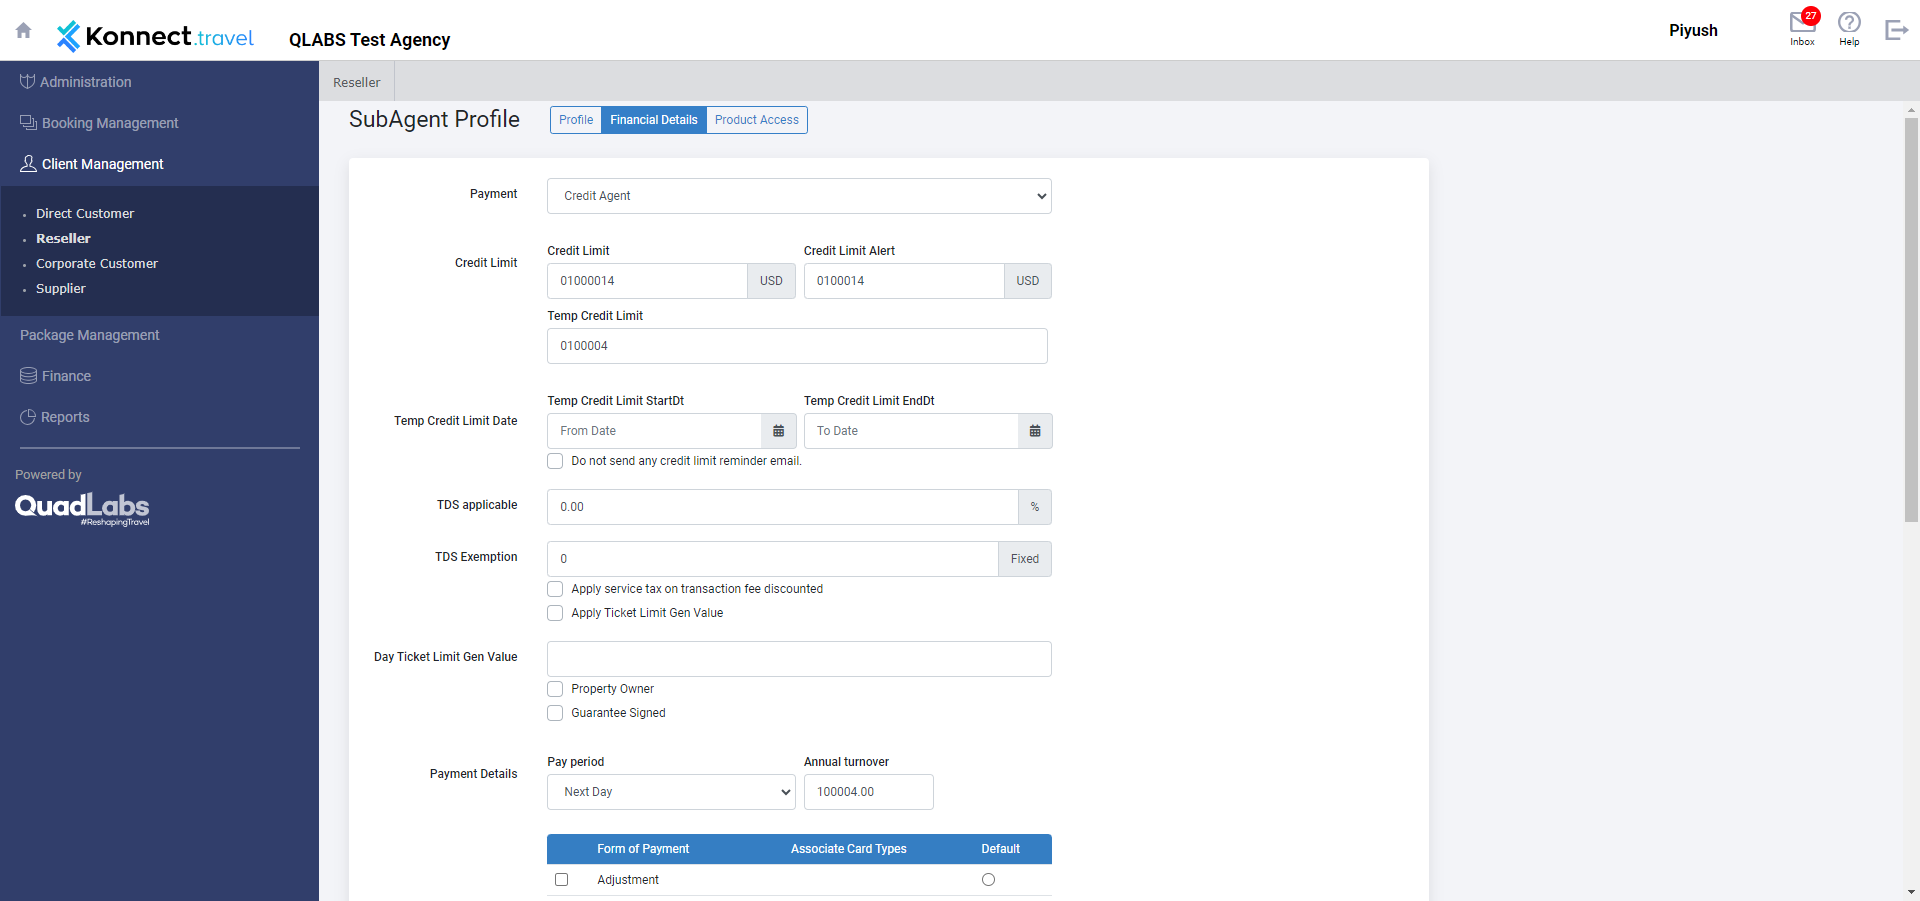 Konnect.travel
QLABS Test Agency
Piyush
27
Inbox
Help
Administration
Booking Management
Client Management
Direct Customer
Reseller
Corporate Customer
Supplier
Package Management
Finance
Reports
Powered by
QuadLabs
#ReshapingTravel
Reseller
SubAgent Profile
Profile
Financial Details
Product Access
Payment
Credit Agent
Credit Limit
Credit Limit
01000014 USD
Credit Limit Alert
0100014 USD
Temp Credit Limit
0100004
Temp Credit Limit Date
Temp Credit Limit StartDt
From Date
Temp Credit Limit EndDt
To Date
Do not send any credit limit reminder email.
TDS applicable
0.00 %
TDS Exemption
0 Fixed
Apply service tax on transaction fee discounted
Apply Ticket Limit Gen Value
Day Ticket Limit Gen Value
Property Owner
Guarantee Signed
Payment Details
Pay period
Next Day
Annual turnover
100004.00
Form of Payment Associate Card Types Default
Adjustment